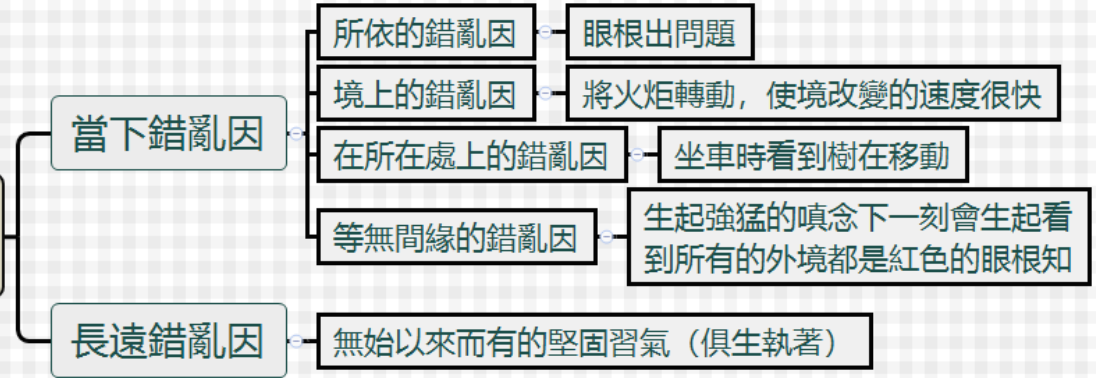 當下錯亂因
所依的錯亂因
眼根出問題
境上的錯亂因
將火炬轉動，使境改變的速度很快
在所在處上的錯亂因
坐車時看到樹在移動
等無間緣的錯亂因
生起強猛的嗔念下一刻會生起看
到所有的外境都是紅色的眼根知
長遠錯亂因
無始以來而有的堅固習氣（俱生執著）